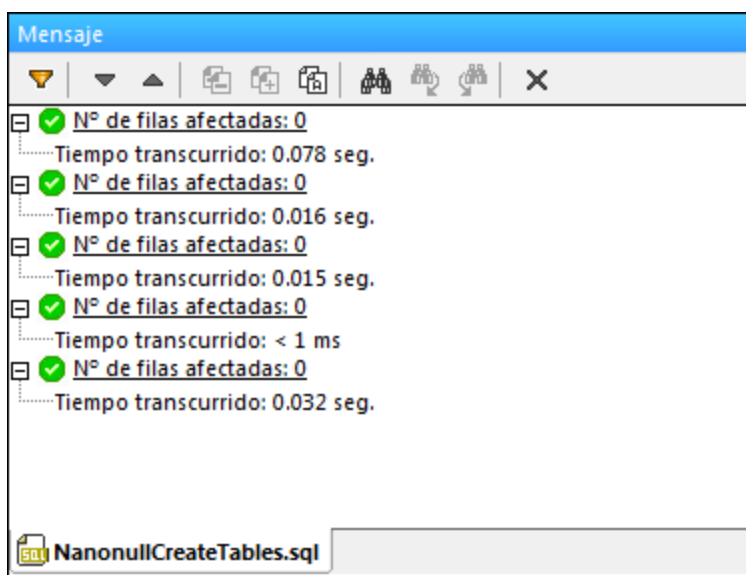 Mensaje
Nº de filas afectadas: 0
Tiempo transcurrido: 0.078 seg.
Nº de filas afectadas: 0
Tiempo transcurrido: 0.016 seg.
Nº de filas afectadas: 0
Tiempo transcurrido: 0.015 seg.
Nº de filas afectadas: 0
Tiempo transcurrido: < 1 ms
Nº de filas afectadas: 0
Tiempo transcurrido: 0.032 seg.
SQL NanonullCreateTables.sql